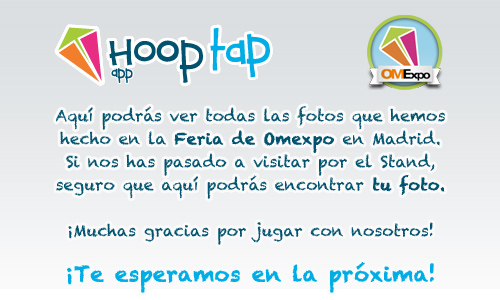 Hoop tap
app
OMExpo
Aquí podrás ver todas las fotos que hemos
hecho en la Feria de Omexpo en Madrid.
Si nos has pasado a visitar por el Stand,
seguro que aquí podrás encontrar tu foto.
¡Muchas gracias por jugar con nosotros!
¡Te esperamos en la próxima!